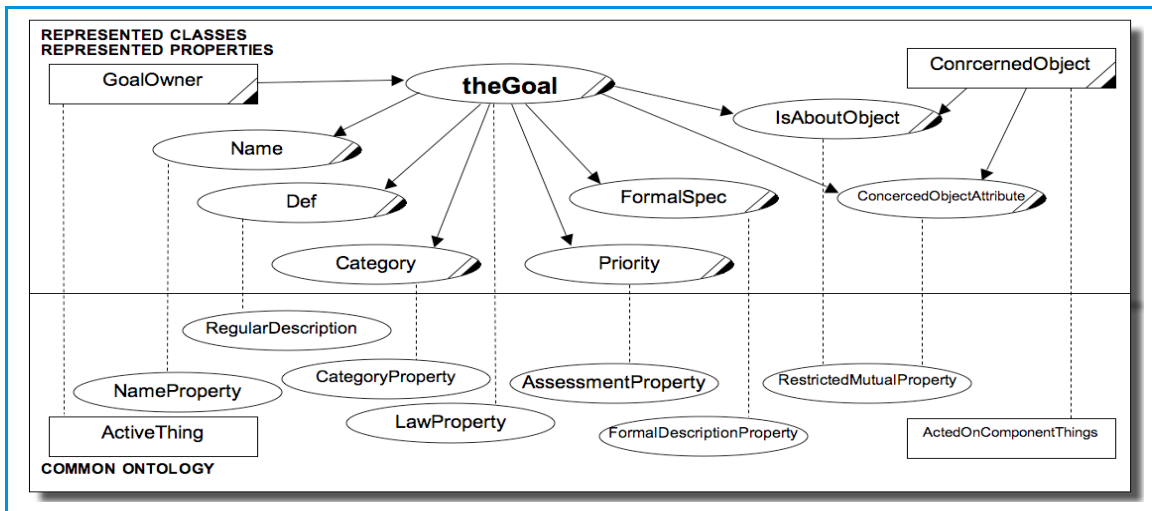 REPRESENTED CLASSES
REPRESENTED PROPERTIES
GoalOwner
theGoal
ConrcernedObject
IsAboutObject
Name
Def
FormalSpec
ConcercedObjectAttribute
Category
Priority
RegularDescription
NameProperty
CategoryProperty
AssessmentProperty
RestrictedMutualProperty
LawProperty
ActiveThing
FormalDescriptionProperty
ActedOnComponentThings
COMMON ONTOLOGY